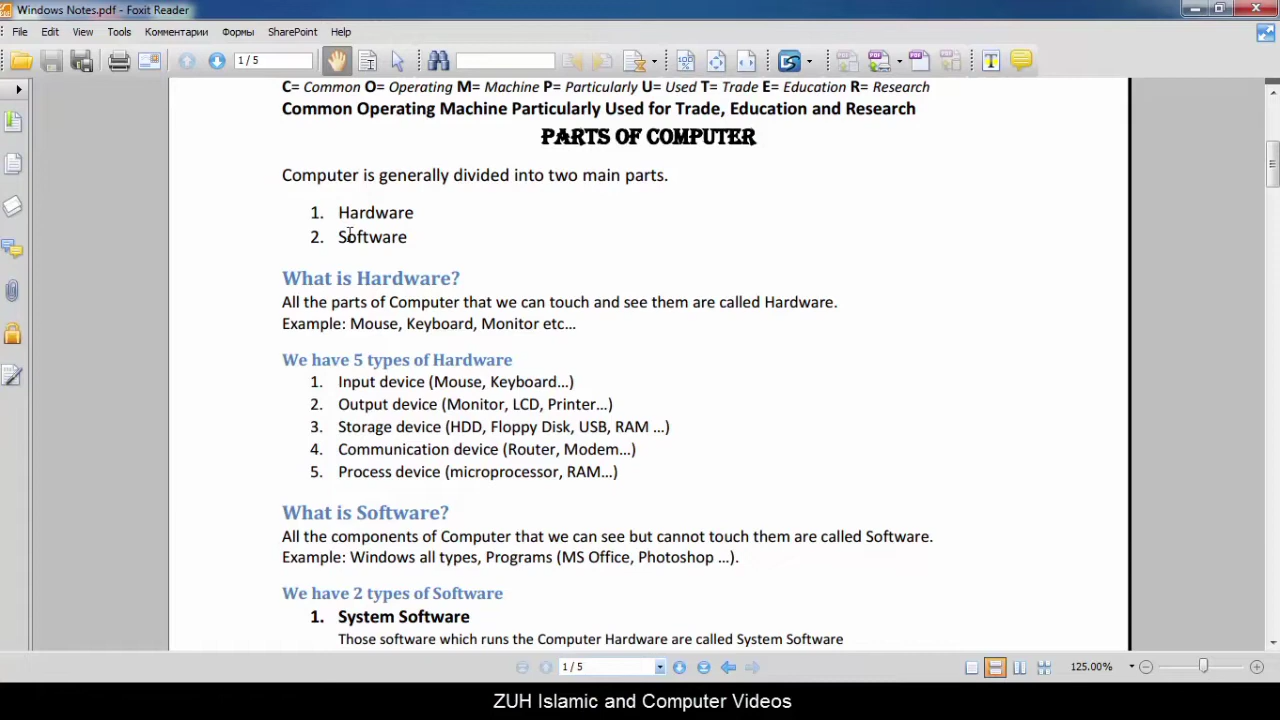 Windows Notes.pdf - Foxit Reader
File Edit View Tools Комментарии Формы SharePoint Help
1 / 5
C= Common O= Operating M= Machine P= Particularly U= Used T= Trade E= Education R= Research
Common Operating Machine Particularly Used for Trade, Education and Research
PARTS OF COMPUTER
Computer is generally divided into two main parts.
1. Hardware
2. Software
What is Hardware?
All the parts of Computer that we can touch and see them are called Hardware.
Example: Mouse, Keyboard, Monitor etc...
We have 5 types of Hardware
1. Input device (Mouse, Keyboard...)
2. Output device (Monitor, LCD, Printer...)
3. Storage device (HDD, Floppy Disk, USB, RAM ...)
4. Communication device (Router, Modem...)
5. Process device (microprocessor, RAM...)
What is Software?
All the components of Computer that we can see but cannot touch them are called Software.
Example: Windows all types, Programs (MS Office, Photoshop ...).
We have 2 types of Software
1. System Software
Those software which runs the Computer Hardware are called System Software
1 / 5
125.00%
ZUH Islamic and Computer Videos